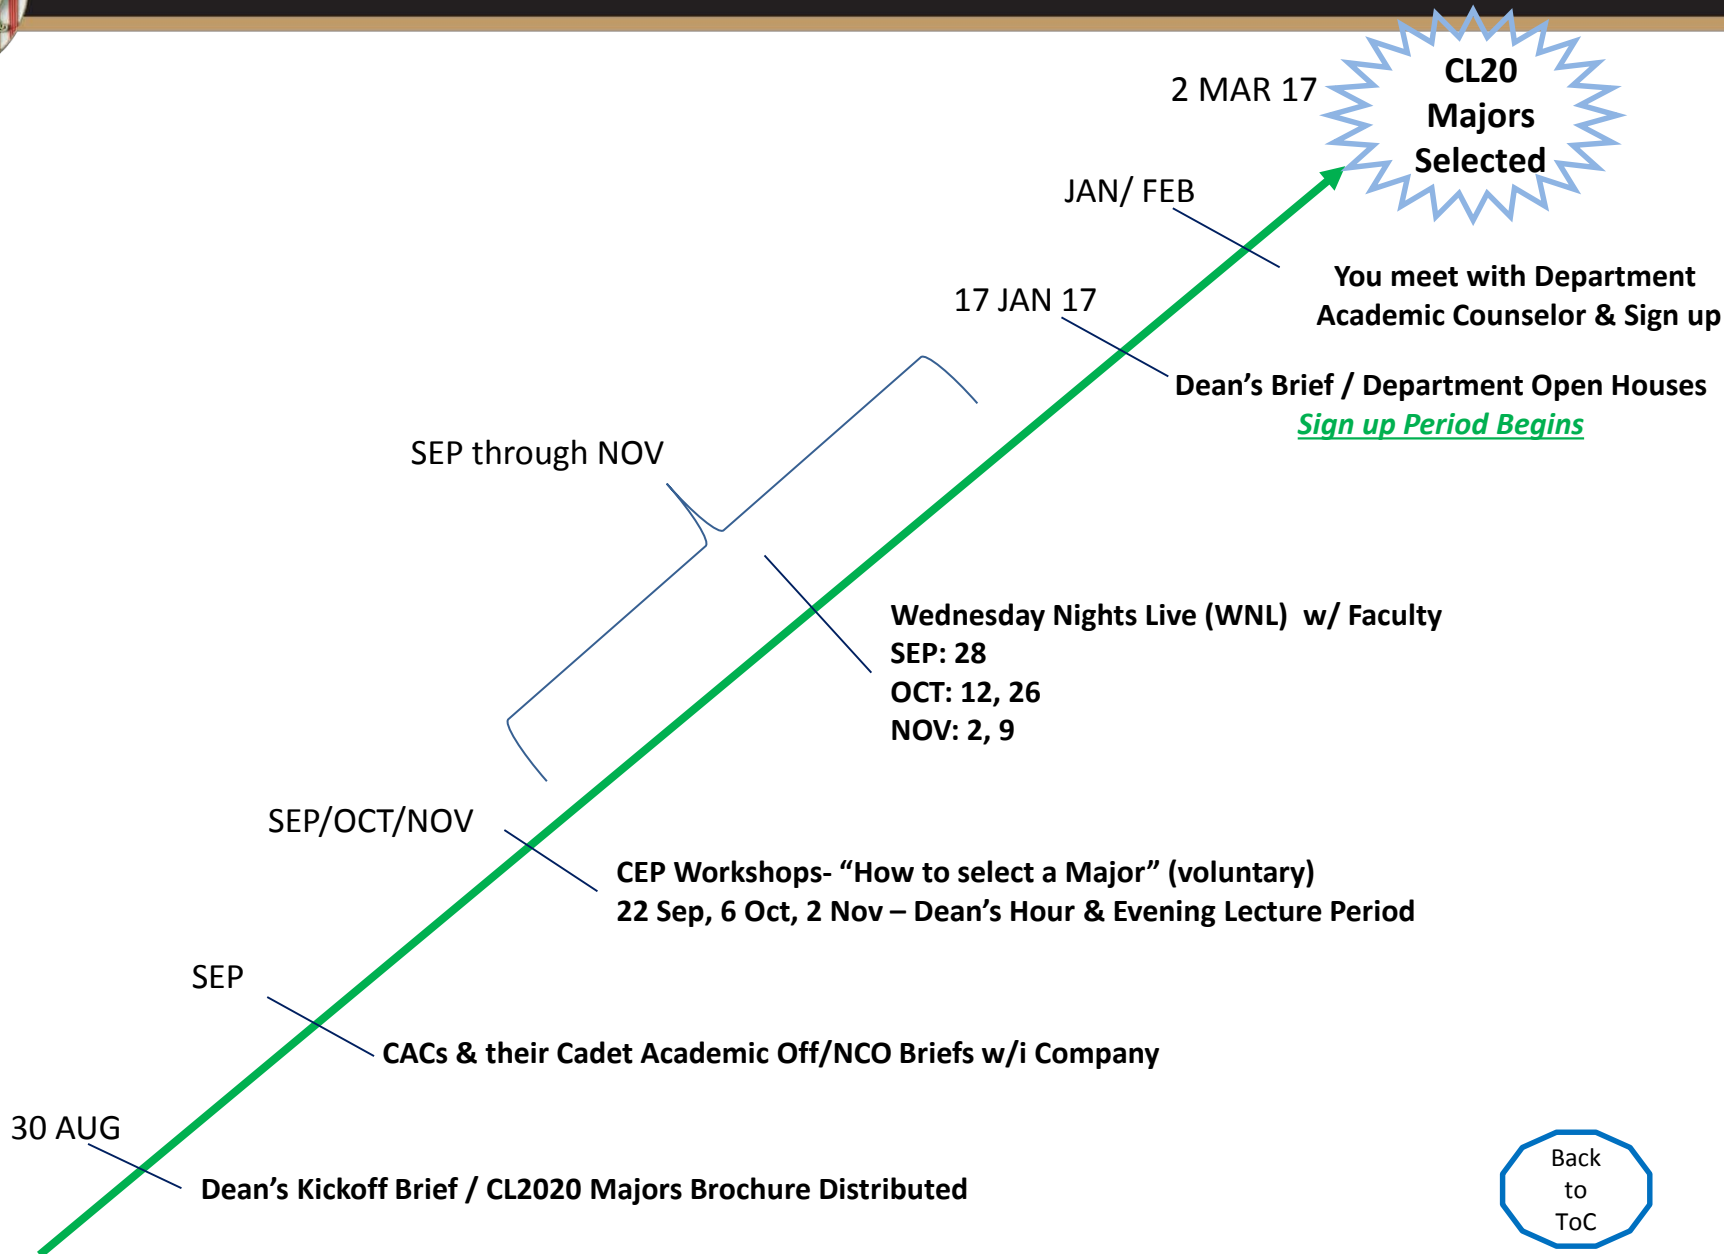 CL20
Majors
Selected
2 MAR 17
JAN/ FEB
You meet with Department
Academic Counselor & Sign up
17 JAN 17
Dean’s Brief / Department Open Houses
Sign up Period Begins
SEP through NOV
Wednesday Nights Live (WNL)  w/ Faculty
SEP: 28
OCT: 12, 26
NOV: 2, 9
SEP/OCT/NOV
CEP Workshops- “How to select a Major” (voluntary)
22 Sep, 6 Oct, 2 Nov – Dean’s Hour & Evening Lecture Period
SEP
CACs & their Cadet Academic Off/NCO Briefs w/i Company
30 AUG
Dean’s Kickoff Brief / CL2020 Majors Brochure Distributed
Back
to
ToC